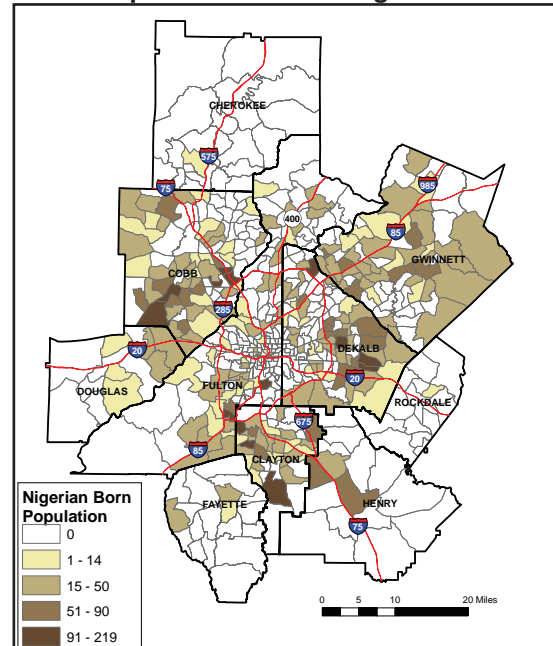 CHEROKEE
575
75
985
400
85
GWINNETT
COBB
285
DEKALB
20
20
DOUGLAS
FULTON
ROCKDALE
675
85
CLAYTON
FAYETTE
HENRY
75
Nigerian Born
Population
0
1 - 14
15 - 50
51 - 90
91 - 219
0 5 10 20 Miles